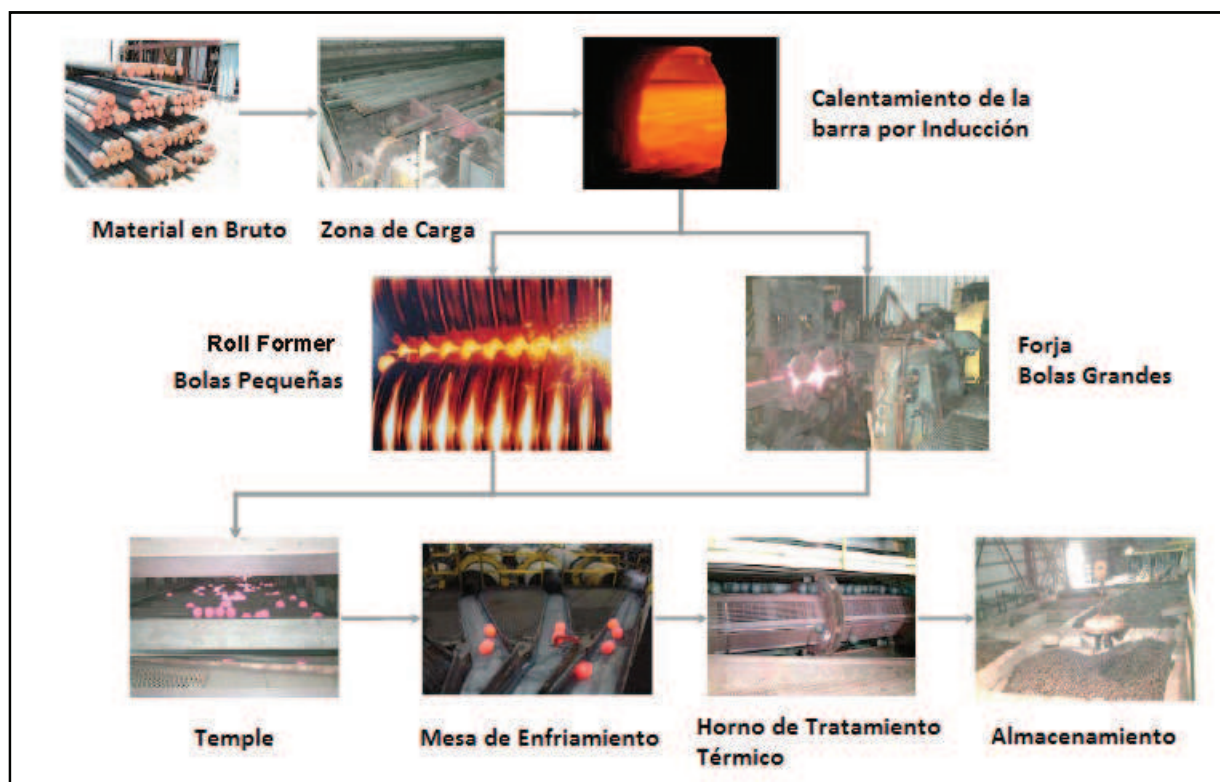 Calentamiento de la
barra por Inducción
Material en Bruto
Zona de Carga
Roll Former
Bolas Pequeñas
Forja
Bolas Grandes
Temple
Mesa de Enfriamiento
Horno de Tratamiento
Térmico
Almacenamiento